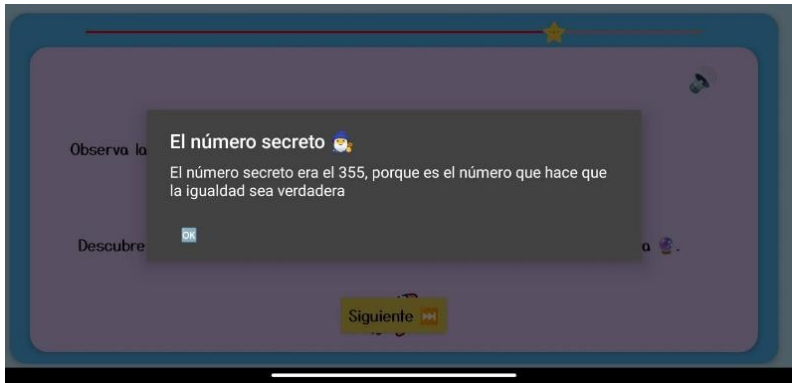 El número secreto 🧙‍♂️
El número secreto era el 355, porque es el número que hace que
la igualdad sea verdadera
Observa la
🆗
Descubre
a 🔮.
Siguiente ⏭️